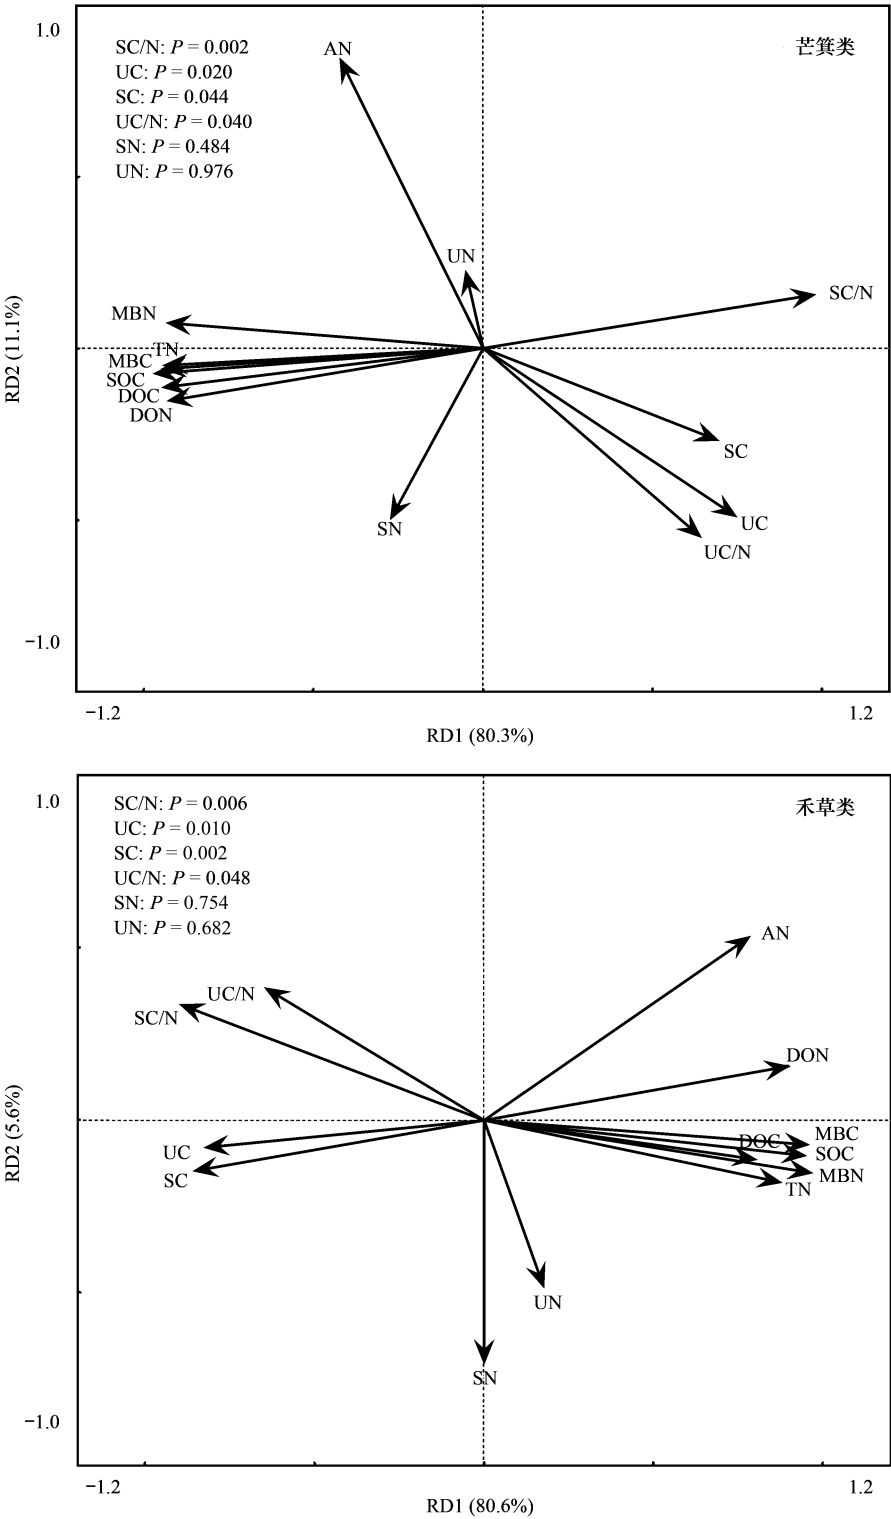 1.0
SC/N: P = 0.002
UC: P = 0.020
SC: P = 0.044
UC/N: P = 0.040
SN: P = 0.484
UN: P = 0.976
芒箕类
AN
UN
SC/N
MBN
TN
MBC
SOC
DOC
DON
SC
UC
UC/N
SN
RD2 (11.1%)
−1.0
−1.2
1.2
RD1 (80.3%)
1.0
SC/N: P = 0.006
UC: P = 0.010
SC: P = 0.002
UC/N: P = 0.048
SN: P = 0.754
UN: P = 0.682
禾草类
AN
UC/N
SC/N
DON
DOC
MBC
SOC
MBN
TN
UC
SC
UN
SN
RD2 (5.6%)
−1.0
−1.2
1.2
RD1 (80.6%)